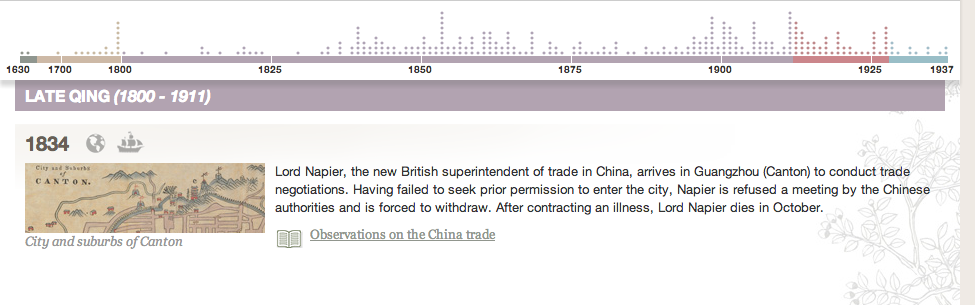 1630 1700 1800 1825 1850 1875 1900 1925 1937
LATE QING (1800 - 1911)
1834
City and Suburbs
of
CANTON.
Lord Napier, the new British superintendent of trade in China, arrives in Guangzhou (Canton) to conduct trade
negotiations. Having failed to seek prior permission to enter the city, Napier is refused a meeting by the Chinese
authorities and is forced to withdraw. After contracting an illness, Lord Napier dies in October.
City and suburbs of Canton
Observations on the China trade